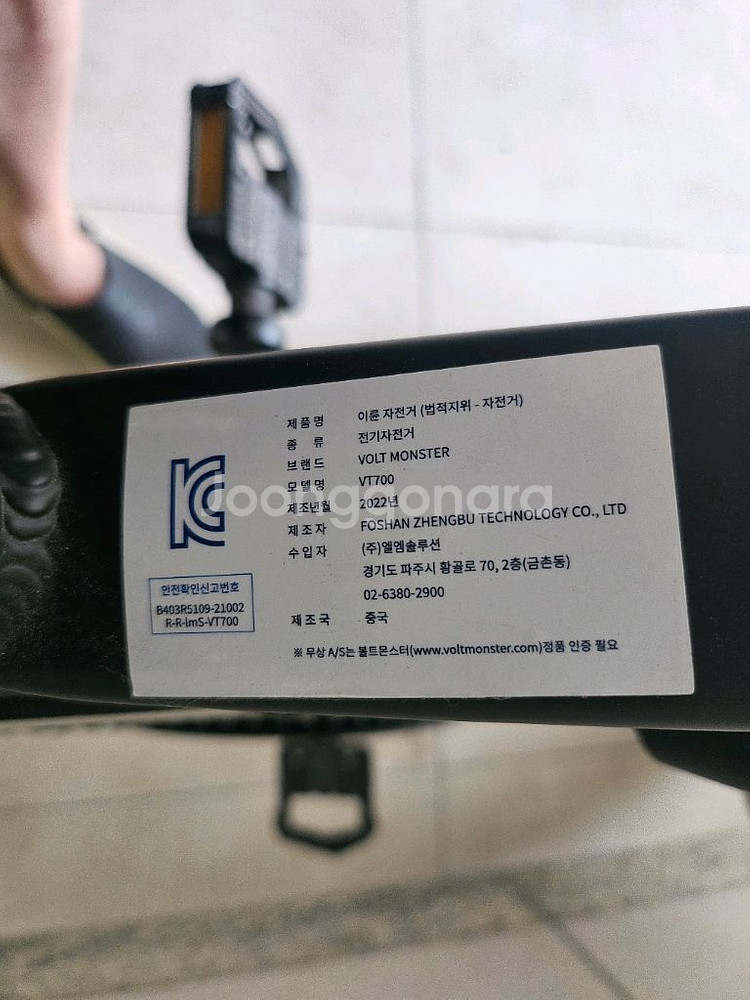 제품명 이륜 자전거 (법적지위 - 자전거)
종 류 전기자전거
브랜드 VOLT MONSTER
모델명 VT700
제조년월 2022년
제조자 FOSHAN ZHENGBU TECHNOLOGY CO., LTD
수입자 (주)엘엠솔루션
경기도 파주시 황골로 70, 2층(금촌동)
02-6380-2900
제조국 중국
※ 무상 A/S는 볼트몬스터(www.voltmonster.com)정품 인증 필요
KC
안전확인신고번호
B403R5109-21002
R-R-lmS-VT700
Joonggonara